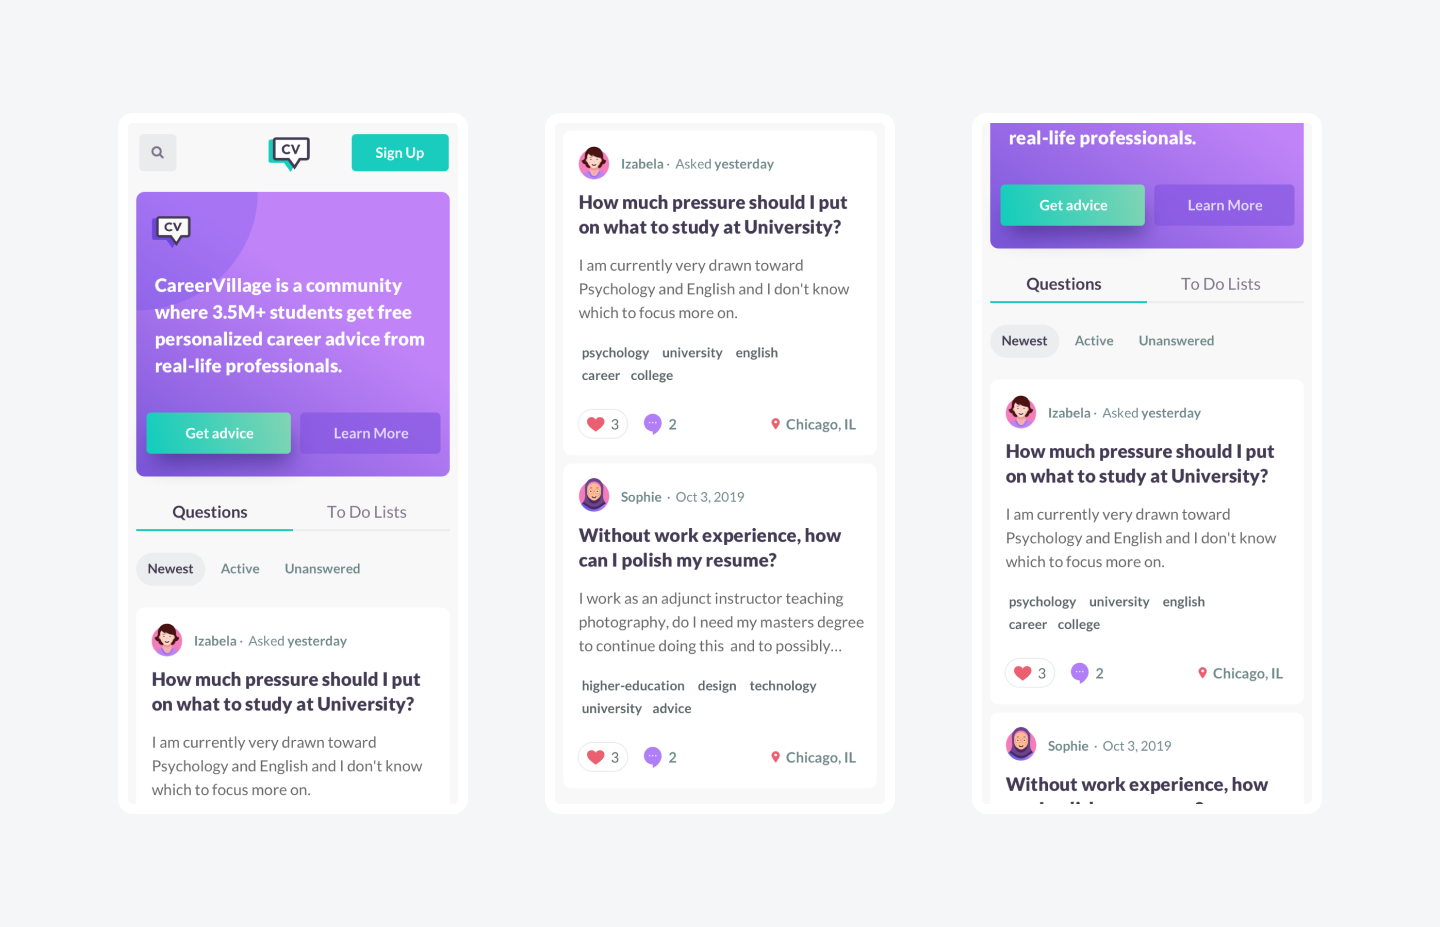 CV
Sign Up
CV
CareerVillage is a community
where 3.5M+ students get free
personalized career advice from
real-life professionals.
Get advice
Learn More
Questions
To Do Lists
Newest
Active
Unanswered
Izabela · Asked yesterday
How much pressure should I put
on what to study at University?
I am currently very drawn toward
Psychology and English and I don't know
which to focus more on.
Izabela · Asked yesterday
How much pressure should I put
on what to study at University?
I am currently very drawn toward
Psychology and English and I don't know
which to focus more on.
psychology university english
career college
3
2
Chicago, IL
Sophie · Oct 3, 2019
Without work experience, how
can I polish my resume?
I work as an adjunct instructor teaching
photography, do I need my masters degree
to continue doing this and to possibly...
higher-education design technology
university advice
3
2
Chicago, IL
real-life professionals.
Get advice
Learn More
Questions
To Do Lists
Newest
Active
Unanswered
Izabela · Asked yesterday
How much pressure should I put
on what to study at University?
I am currently very drawn toward
Psychology and English and I don't know
which to focus more on.
psychology university english
career college
3
2
Chicago, IL
Sophie · Oct 3, 2019
Without work experience, how